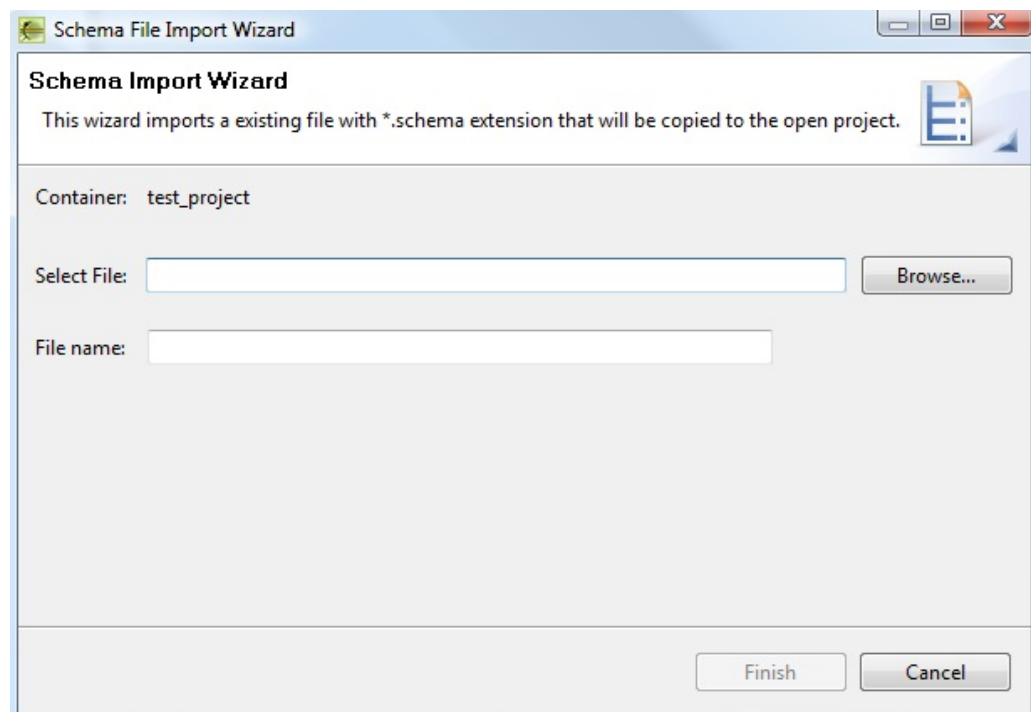 Schema File Import Wizard
Schema Import Wizard
This wizard imports a existing file with *.schema extension that will be copied to the open project.
Container: test_project
Select File: Browse...
File name:
Finish Cancel